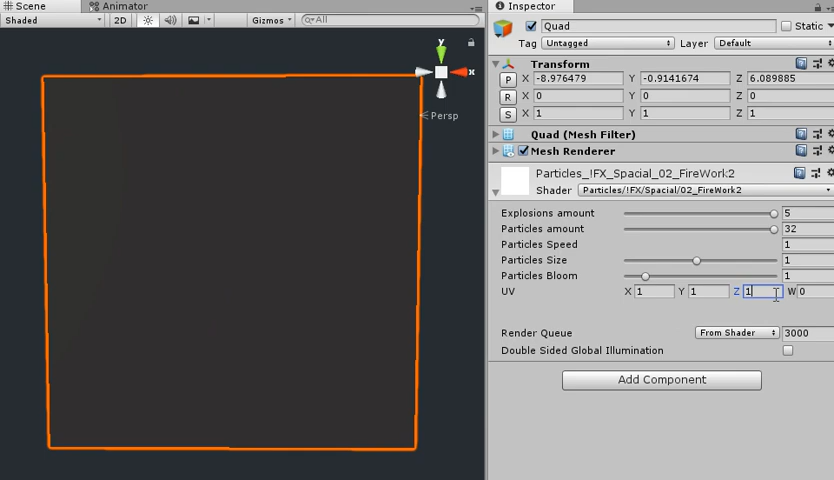 Scene
Animator
Shaded
2D
Gizmos
All
y
x
Persp
Inspector
Quad
Static
Tag Untagged Layer Default
Transform
P X -8.976479 Y -0.9141674 Z 6.089885
R X 0 Y 0 Z 0
S X 1 Y 1 Z 1
Quad (Mesh Filter)
Mesh Renderer
Particles_!FX_Spacial_02_FireWork2
Shader Particles/!FX/Spacial/02_FireWork2
Explosions amount 5
Particles amount 32
Particles Speed 1
Particles Size 1
Particles Bloom 1
UV X 1 Y 1 Z 1 W 0
Render Queue From Shader 3000
Double Sided Global Illumination
Add Component